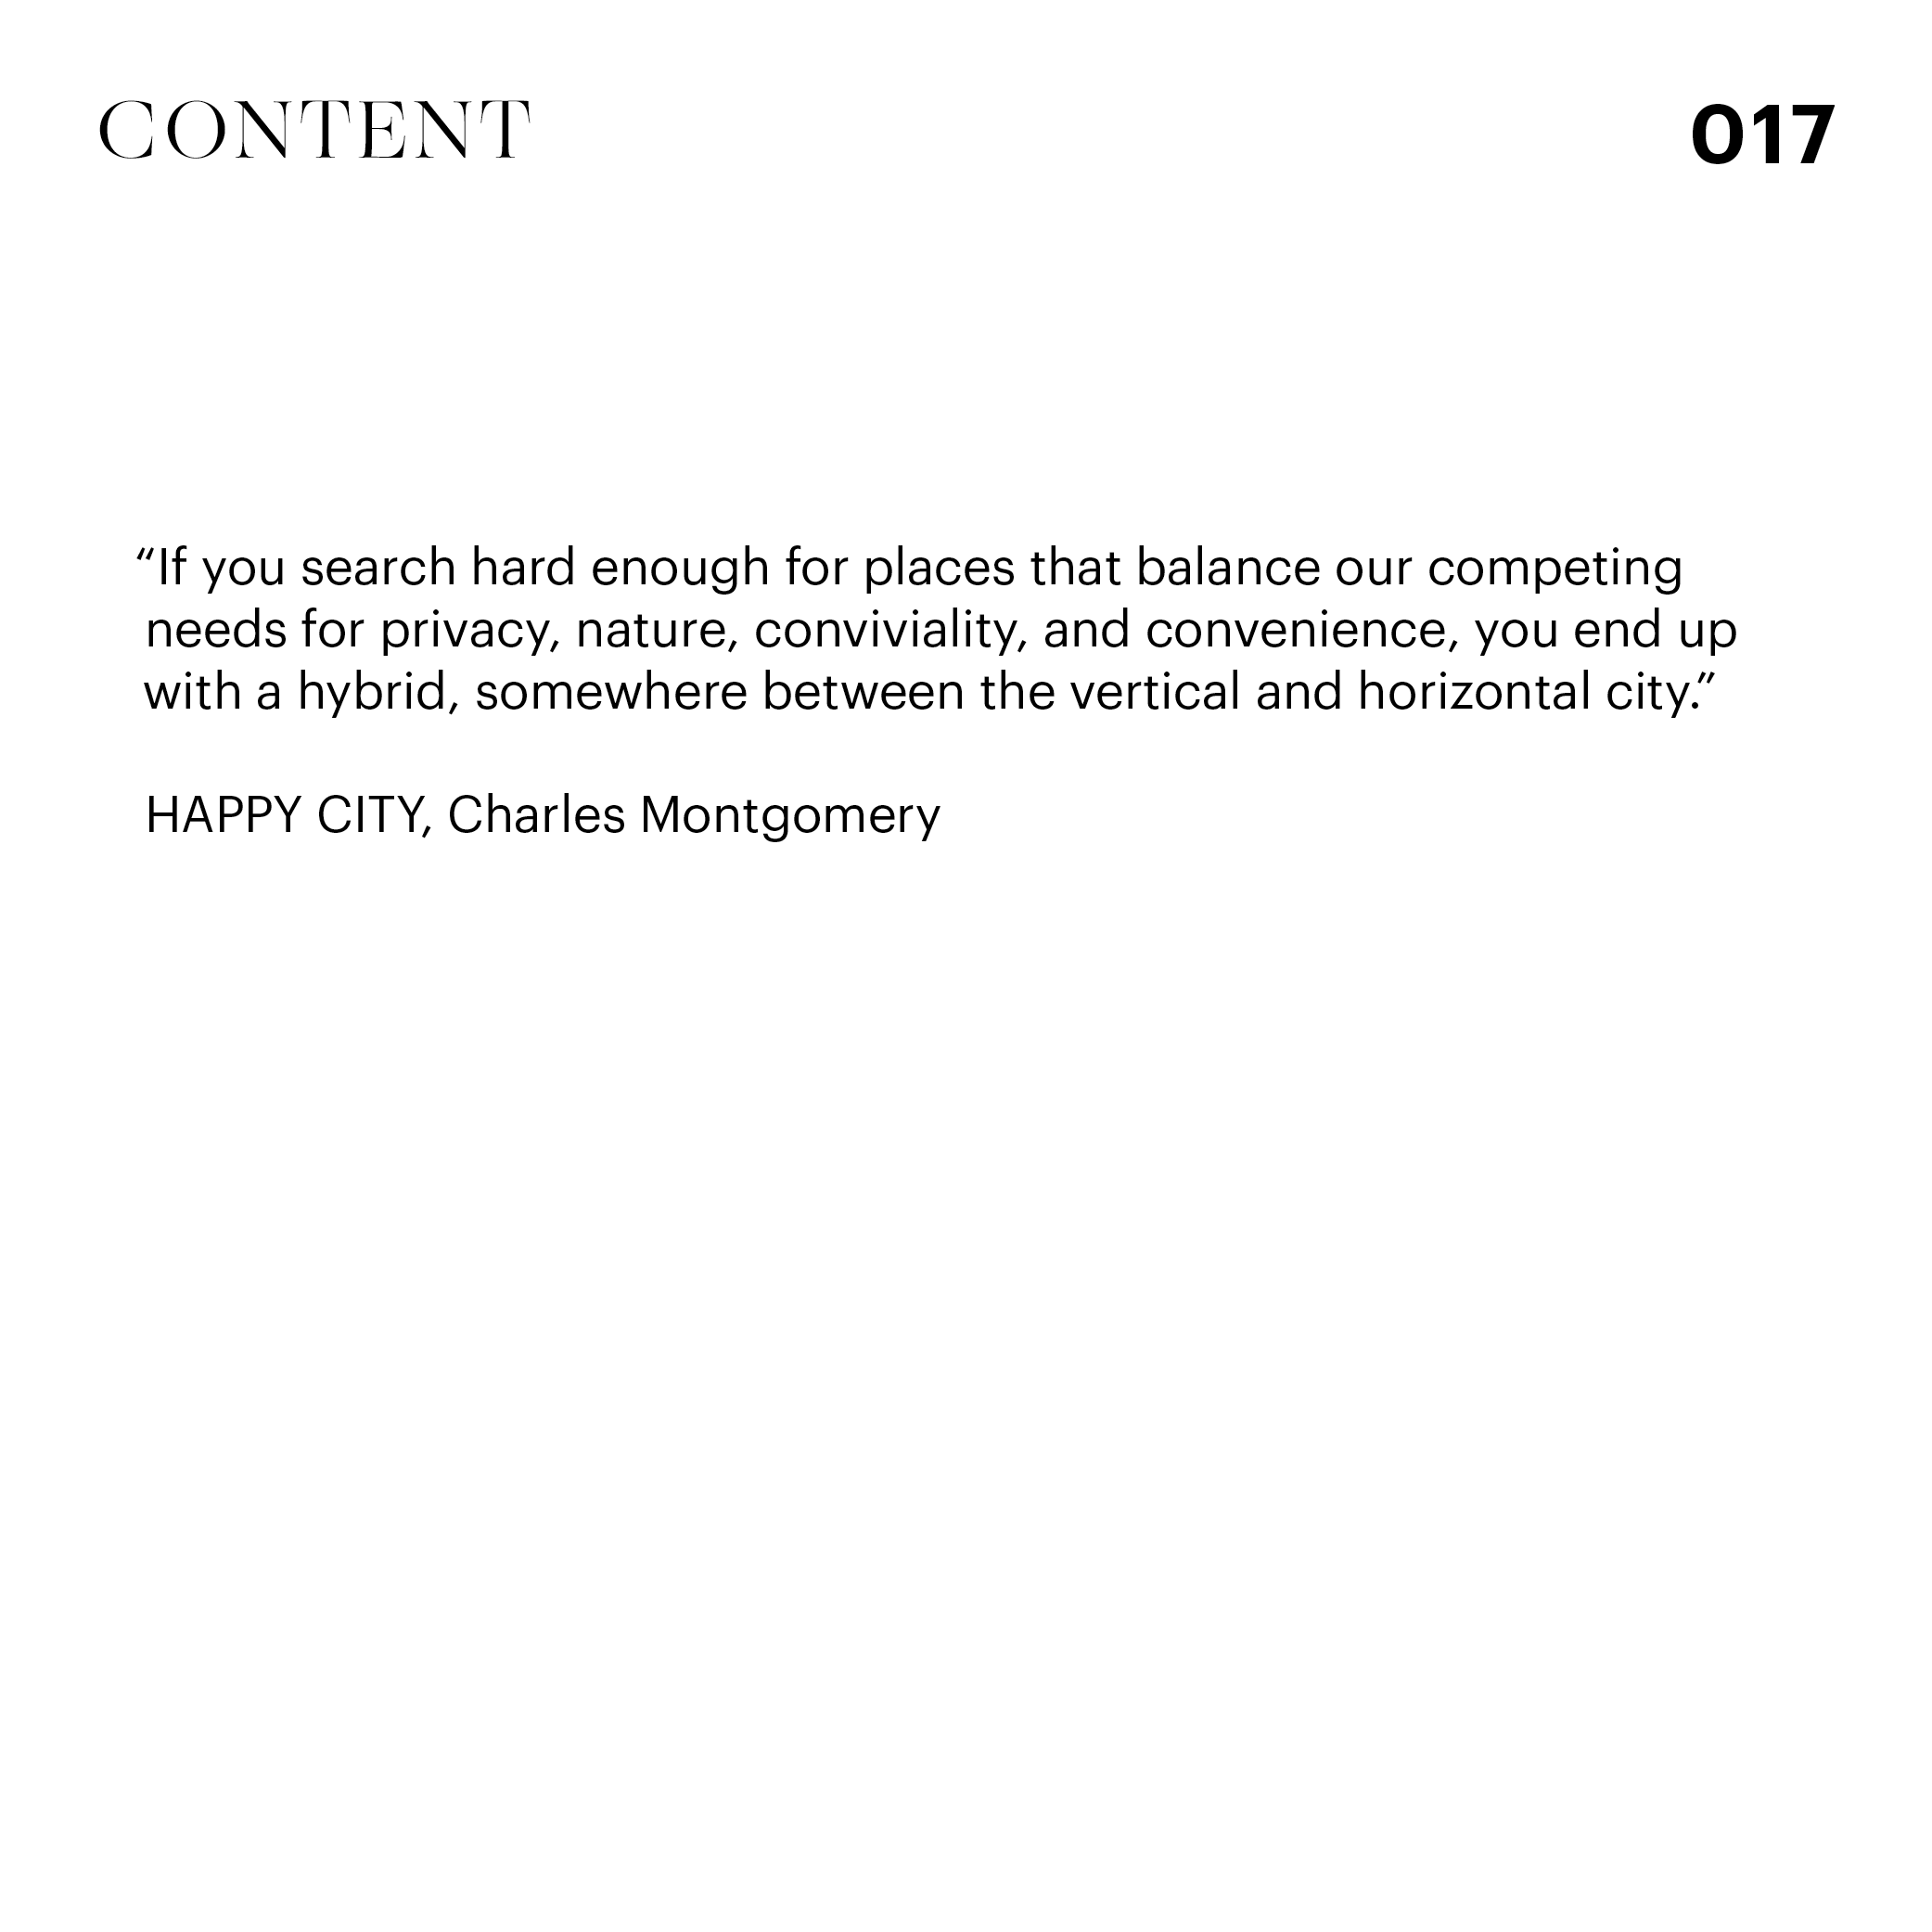 CONTENT
017
“If you search hard enough for places that balance our competing
needs for privacy, nature, conviviality, and convenience, you end up
with a hybrid, somewhere between the vertical and horizontal city.”
HAPPY CITY, Charles Montgomery